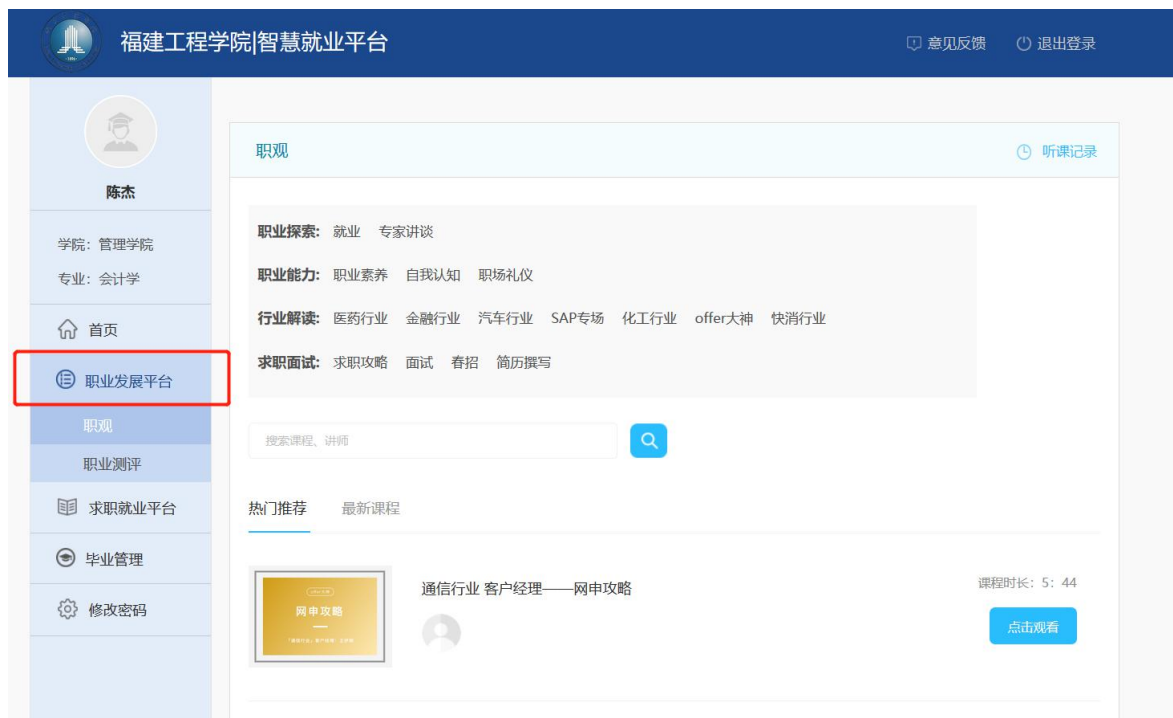 福建工程学院|智慧就业平台
意见反馈 退出登录
陈杰
学院：管理学院
专业：会计学
首页
职业发展平台
职观
职业测评
求职就业平台
毕业管理
修改密码
职观
听课记录
职业探索: 就业 专家讲谈
职业能力: 职业素养 自我认知 职场礼仪
行业解读: 医药行业 金融行业 汽车行业 SAP专场 化工行业 offer大神 快消行业
求职面试: 求职攻略 面试 春招 简历撰写
搜索课程、讲师
热门推荐 最新课程
网申攻略
通信行业 客户经理——网申攻略
课程时长：5：44
点击观看